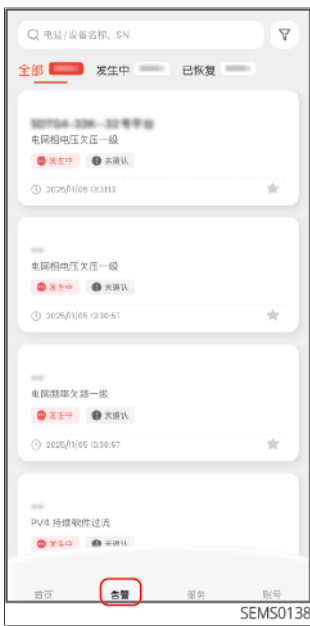 电站/设备名称、SN
全部 发生中 已恢复
电网相电压欠压一级
发生中 未确认
电网相电压欠压一级
发生中 未确认
2025/11/05 13:30:57
电网频率欠频一级
发生中 未确认
2025/11/05 13:30:57
PV4 持续软件过流
发生中 未确认
首页 告警 服务 账号
SEMS0138